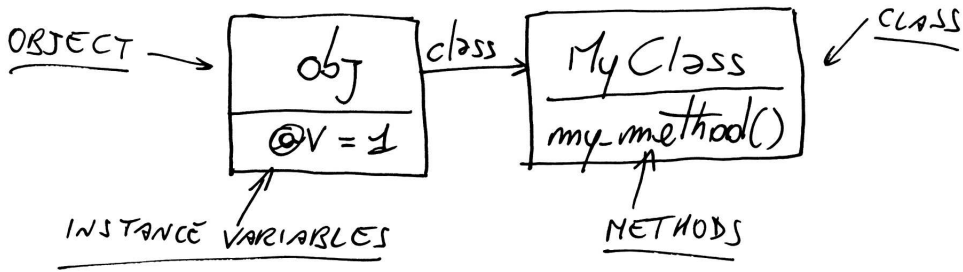 OBJECT
obj
@v = 1
class
MyClass
my_method()
CLASS
INSTANCE VARIABLES
METHODS